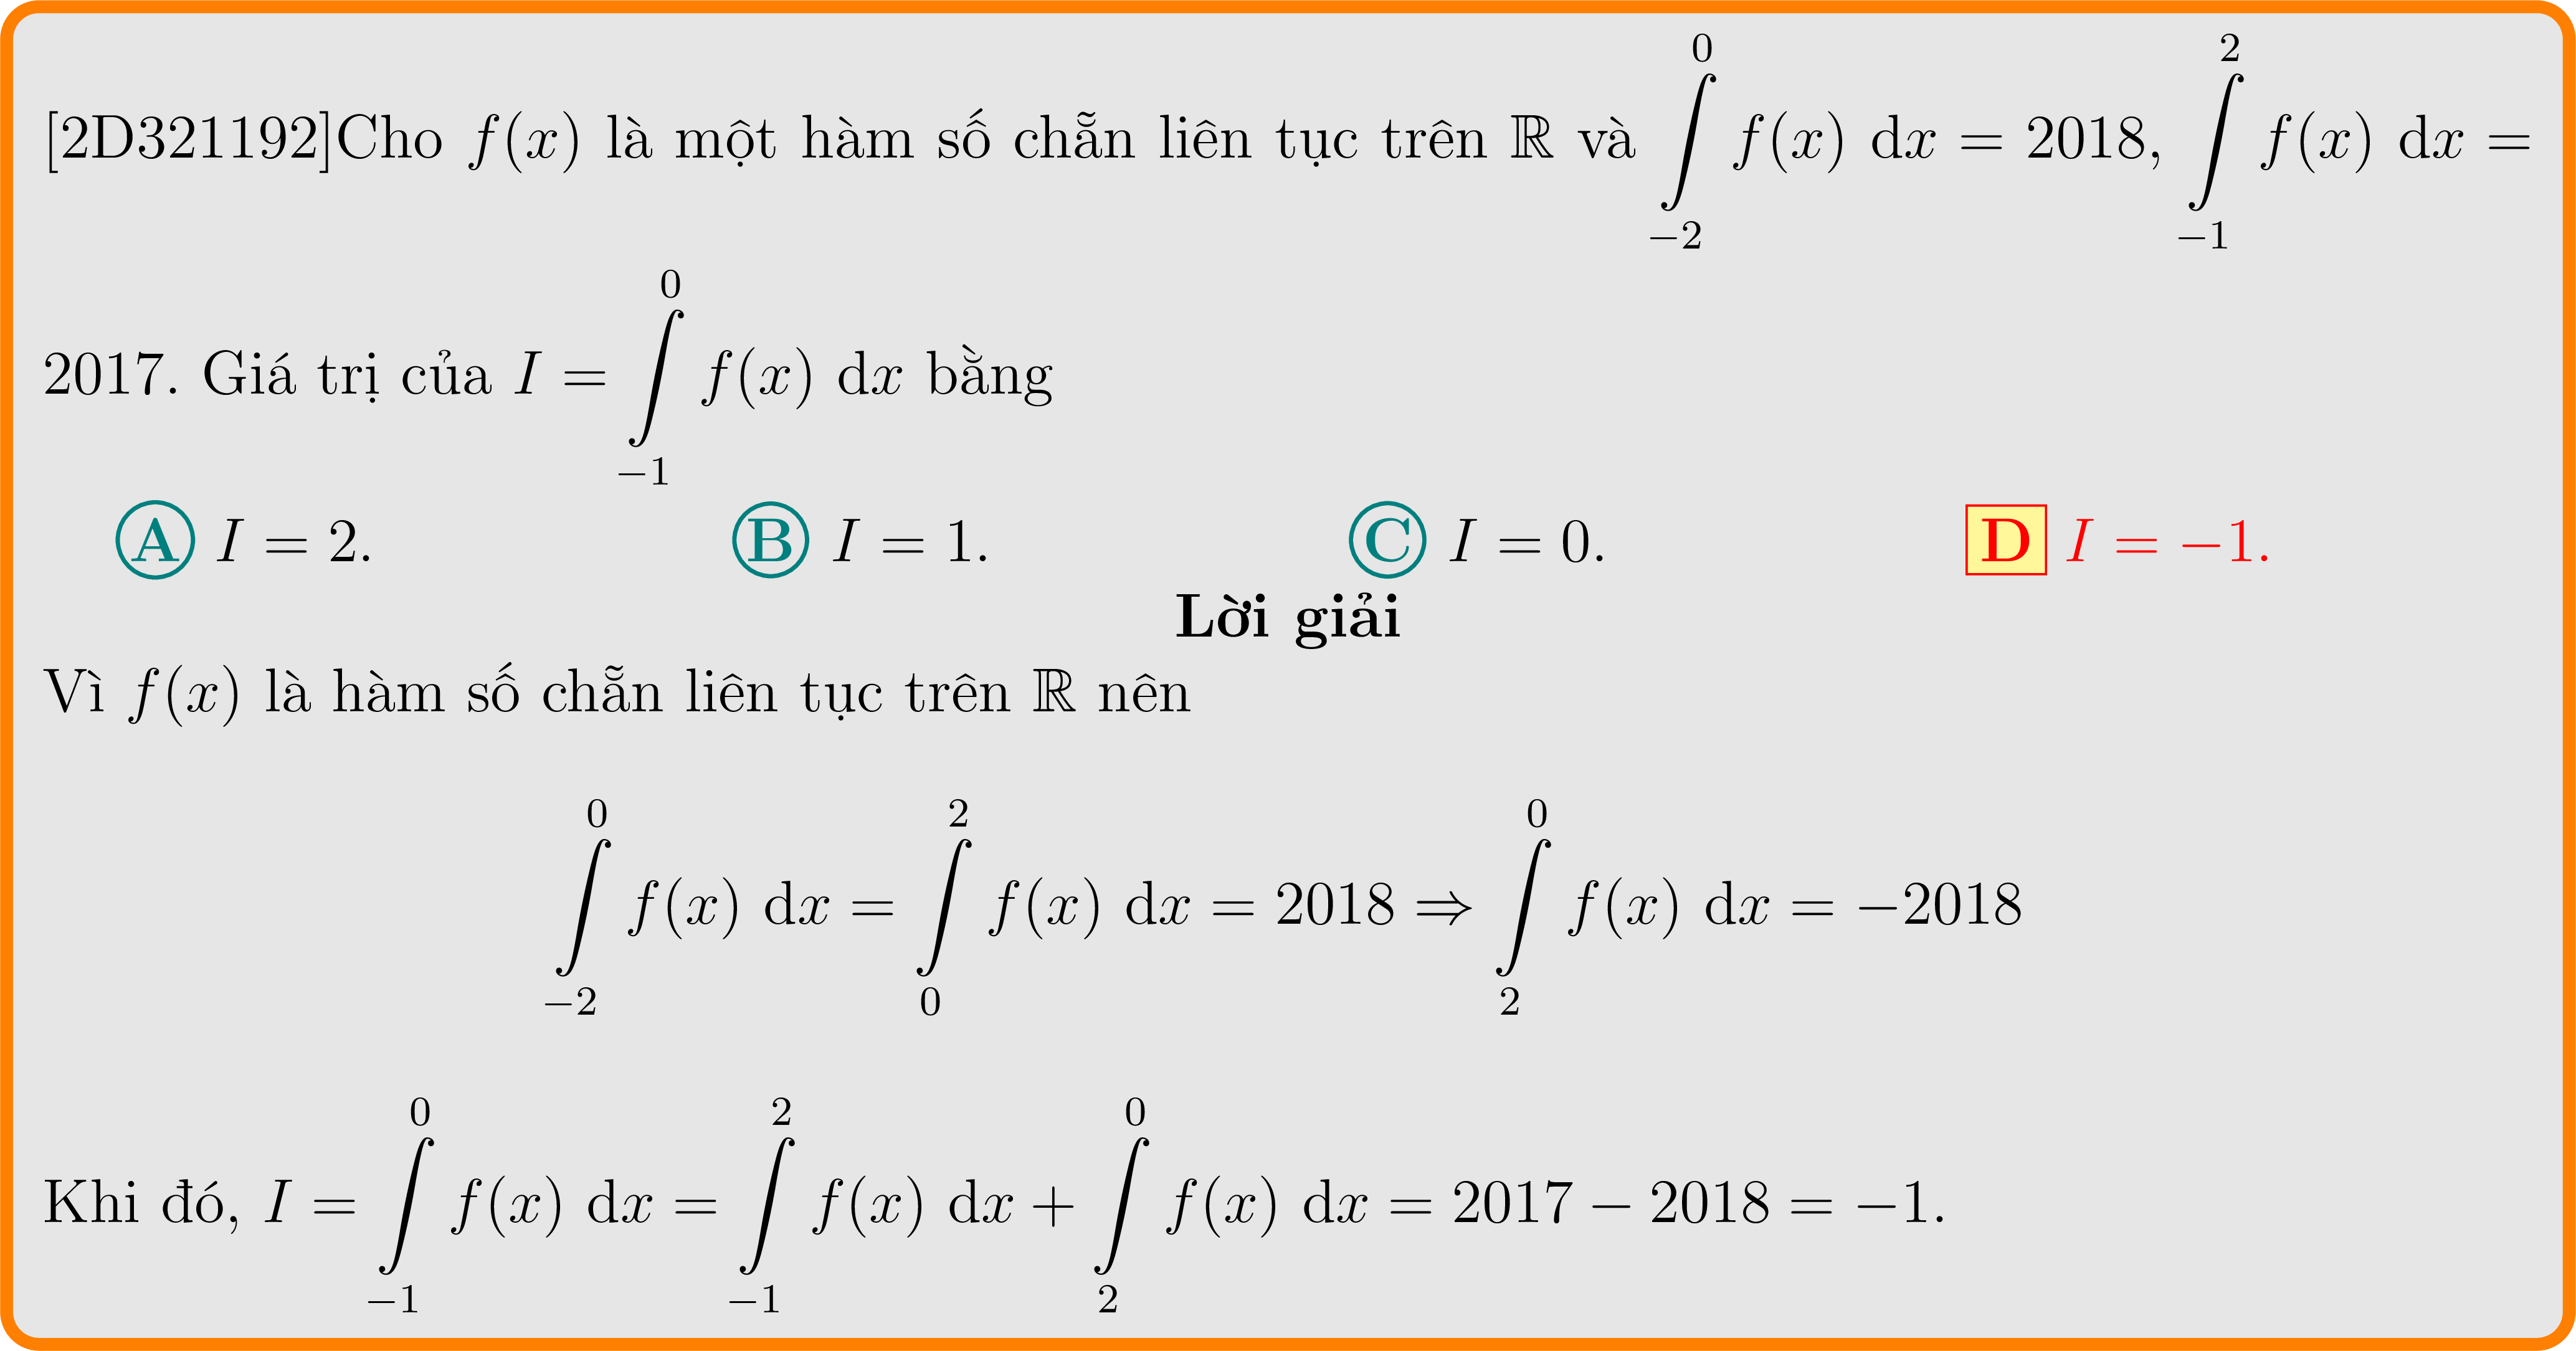 [2D321192]Cho $f(x)$ là một hàm số chẵn liên tục trên $\mathbb{R}$ và $\int\limits_{-2}^{0} f(x)\ \mathrm{d}x = 2018$, $\int\limits_{-1}^{2} f(x)\ \mathrm{d}x =$
$2017$. Giá trị của $I = \int\limits_{-1}^{0} f(x)\ \mathrm{d}x$ bằng
A $I = 2$. B $I = 1$. C $I = 0$. D $I = -1$.
Lời giải
Vì $f(x)$ là hàm số chẵn liên tục trên $\mathbb{R}$ nên
$\int\limits_{-2}^{0} f(x)\ \mathrm{d}x = \int\limits_{0}^{2} f(x)\ \mathrm{d}x = 2018 \Rightarrow \int\limits_{2}^{0} f(x)\ \mathrm{d}x = -2018$
Khi đó, $I = \int\limits_{-1}^{0} f(x)\ \mathrm{d}x = \int\limits_{-1}^{2} f(x)\ \mathrm{d}x + \int\limits_{2}^{0} f(x)\ \mathrm{d}x = 2017 - 2018 = -1$.